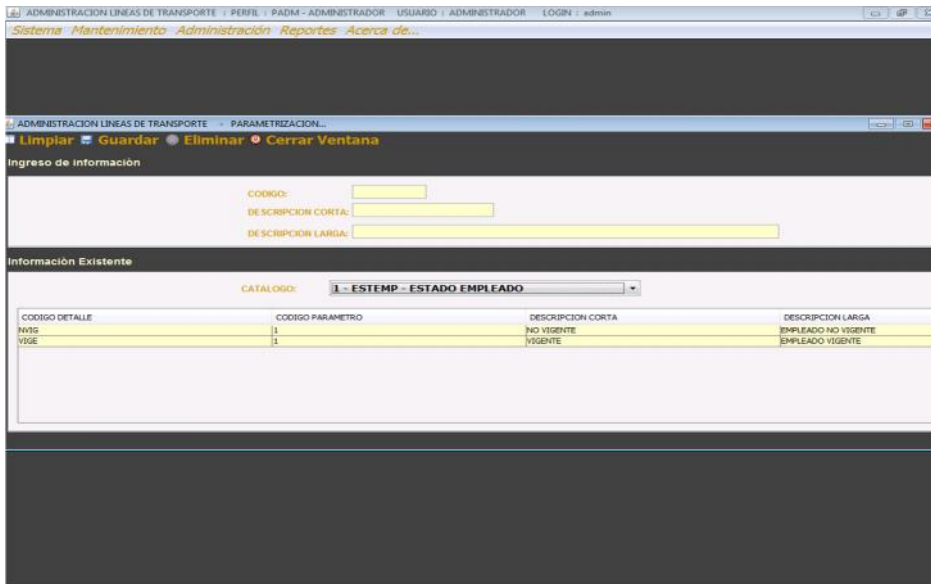 ADMINISTRACION LINEAS DE TRANSPORTE : PERFIL : PADM - ADMINISTRADOR USUARIO : ADMINISTRADOR LOGIN : admin
Sistema Mantenimiento Administración Reportes Acerca de...
ADMINISTRACION LINEAS DE TRANSPORTE - PARAMETRIZACION...
Limpiar Guardar Eliminar Cerrar Ventana
Ingreso de informaciòn
CODIGO:
DESCRIPCION CORTA:
DESCRIPCION LARGA:
Informaciòn Existente
CATALOGO: 1 - ESTEMP - ESTADO EMPLEADO
CODIGO DETALLE CODIGO PARAMETRO DESCRIPCION CORTA DESCRIPCION LARGA
NVIG 1 NO VIGENTE EMPLEADO NO VIGENTE
VIGE 1 VIGENTE EMPLEADO VIGENTE